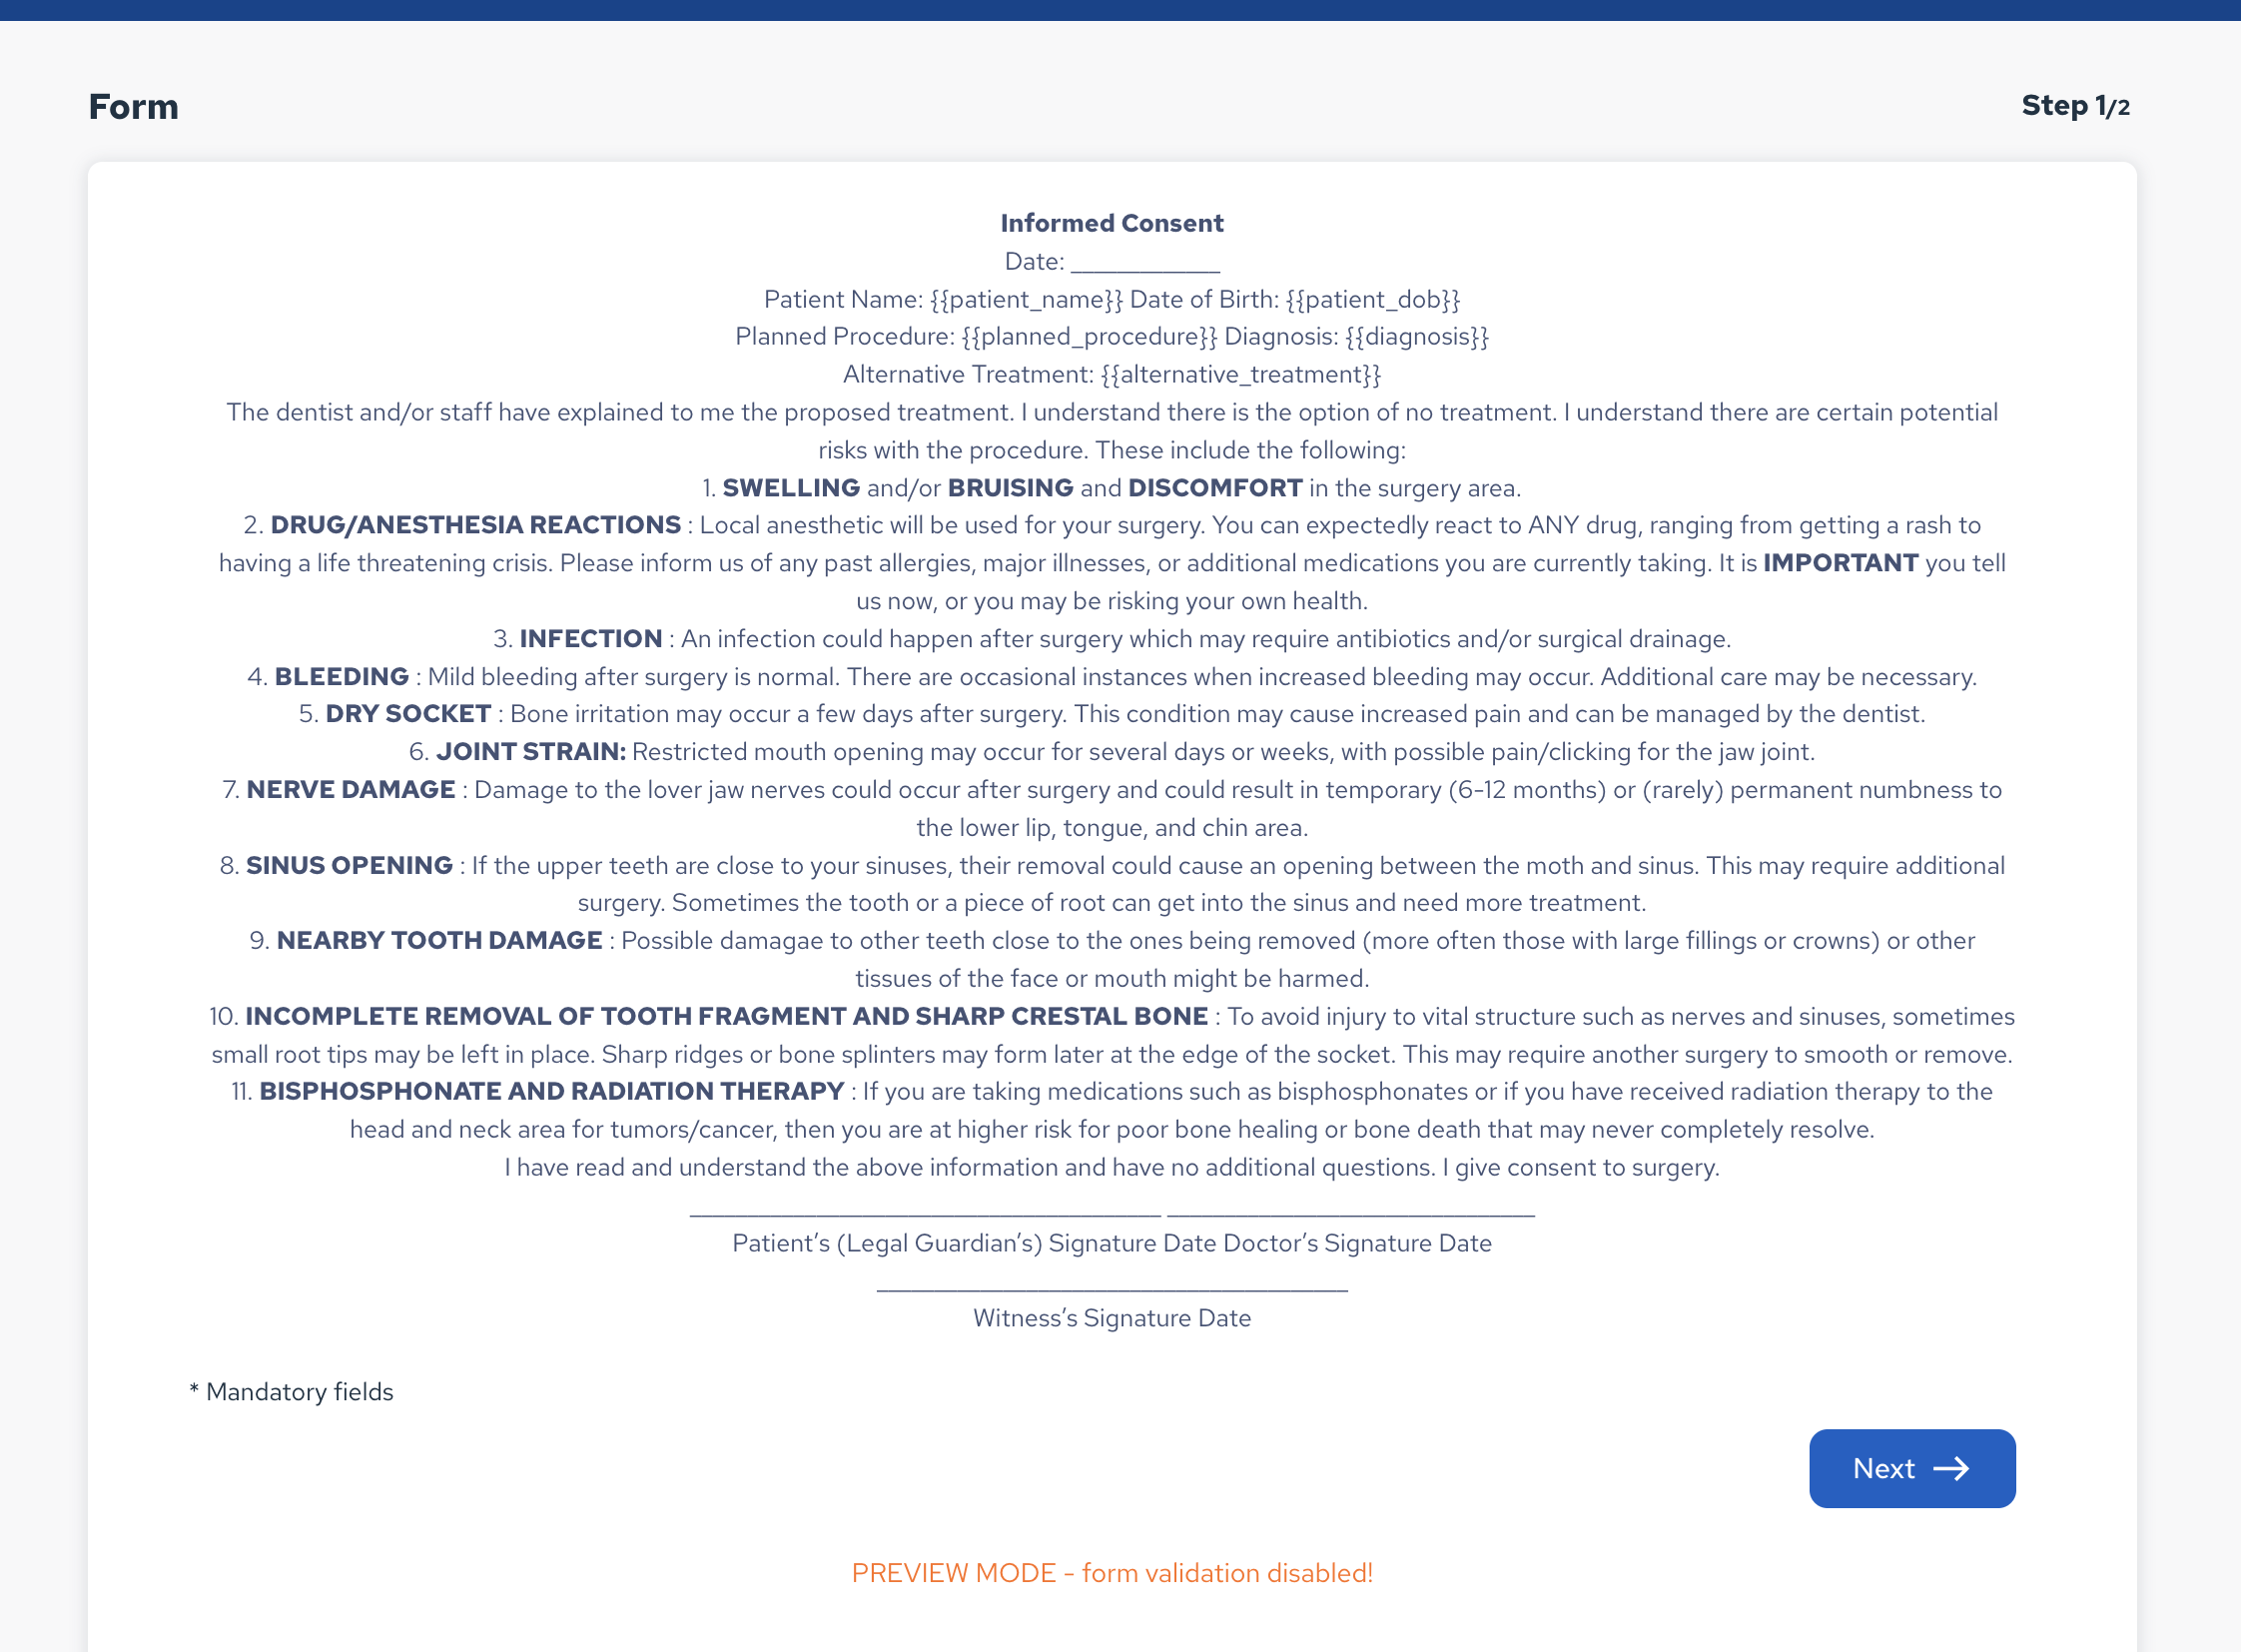 Form
Step 1/2
Informed Consent
Date: ____________
Patient Name: {{patient_name}} Date of Birth: {{patient_dob}}
Planned Procedure: {{planned_procedure}} Diagnosis: {{diagnosis}}
Alternative Treatment: {{alternative_treatment}}
The dentist and/or staff have explained to me the proposed treatment. I understand there is the option of no treatment. I understand there are certain potential
risks with the procedure. These include the following:
1. SWELLING and/or BRUISING and DISCOMFORT in the surgery area.
2. DRUG/ANESTHESIA REACTIONS : Local anesthetic will be used for your surgery. You can expectedly react to ANY drug, ranging from getting a rash to
having a life threatening crisis. Please inform us of any past allergies, major illnesses, or additional medications you are currently taking. It is IMPORTANT you tell
us now, or you may be risking your own health.
3. INFECTION : An infection could happen after surgery which may require antibiotics and/or surgical drainage.
4. BLEEDING : Mild bleeding after surgery is normal. There are occasional instances when increased bleeding may occur. Additional care may be necessary.
5. DRY SOCKET : Bone irritation may occur a few days after surgery. This condition may cause increased pain and can be managed by the dentist.
6. JOINT STRAIN: Restricted mouth opening may occur for several days or weeks, with possible pain/clicking for the jaw joint.
7. NERVE DAMAGE : Damage to the lover jaw nerves could occur after surgery and could result in temporary (6-12 months) or (rarely) permanent numbness to
the lower lip, tongue, and chin area.
8. SINUS OPENING : If the upper teeth are close to your sinuses, their removal could cause an opening between the moth and sinus. This may require additional
surgery. Sometimes the tooth or a piece of root can get into the sinus and need more treatment.
9. NEARBY TOOTH DAMAGE : Possible damagae to other teeth close to the ones being removed (more often those with large fillings or crowns) or other
tissues of the face or mouth might be harmed.
10. INCOMPLETE REMOVAL OF TOOTH FRAGMENT AND SHARP CRESTAL BONE : To avoid injury to vital structure such as nerves and sinuses, sometimes
small root tips may be left in place. Sharp ridges or bone splinters may form later at the edge of the socket. This may require another surgery to smooth or remove.
11. BISPHOSPHONATE AND RADIATION THERAPY : If you are taking medications such as bisphosphonates or if you have received radiation therapy to the
head and neck area for tumors/cancer, then you are at higher risk for poor bone healing or bone death that may never completely resolve.
I have read and understand the above information and have no additional questions. I give consent to surgery.
______________________________________ ______________________________
Patient’s (Legal Guardian’s) Signature Date Doctor’s Signature Date
______________________________________
Witness’s Signature Date
* Mandatory fields
Next →
PREVIEW MODE - form validation disabled!